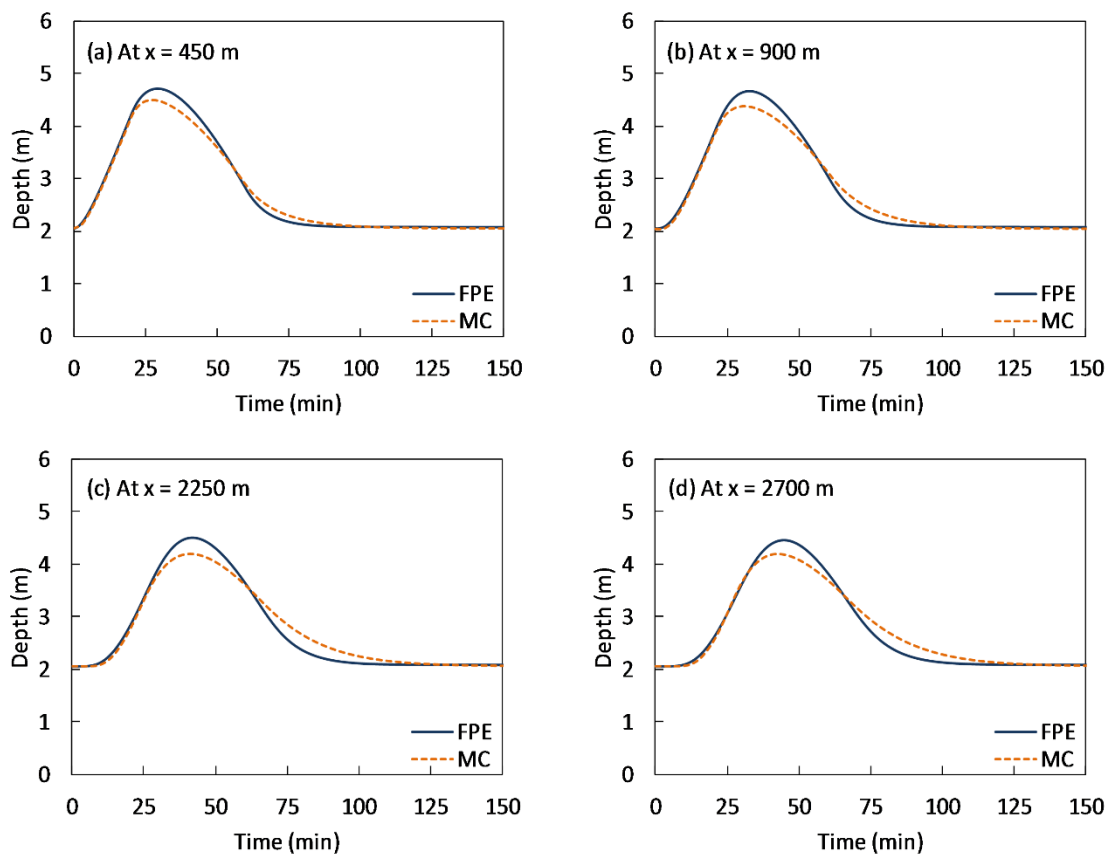 (a) At x = 450 m
Depth (m)
6
5
4
3
2
1
0
0 25 50 75 100 125 150
Time (min)
FPE
MC
(b) At x = 900 m
Depth (m)
6
5
4
3
2
1
0
0 25 50 75 100 125 150
Time (min)
FPE
MC
(c) At x = 2250 m
Depth (m)
6
5
4
3
2
1
0
0 25 50 75 100 125 150
Time (min)
FPE
MC
(d) At x = 2700 m
Depth (m)
6
5
4
3
2
1
0
0 25 50 75 100 125 150
Time (min)
FPE
MC